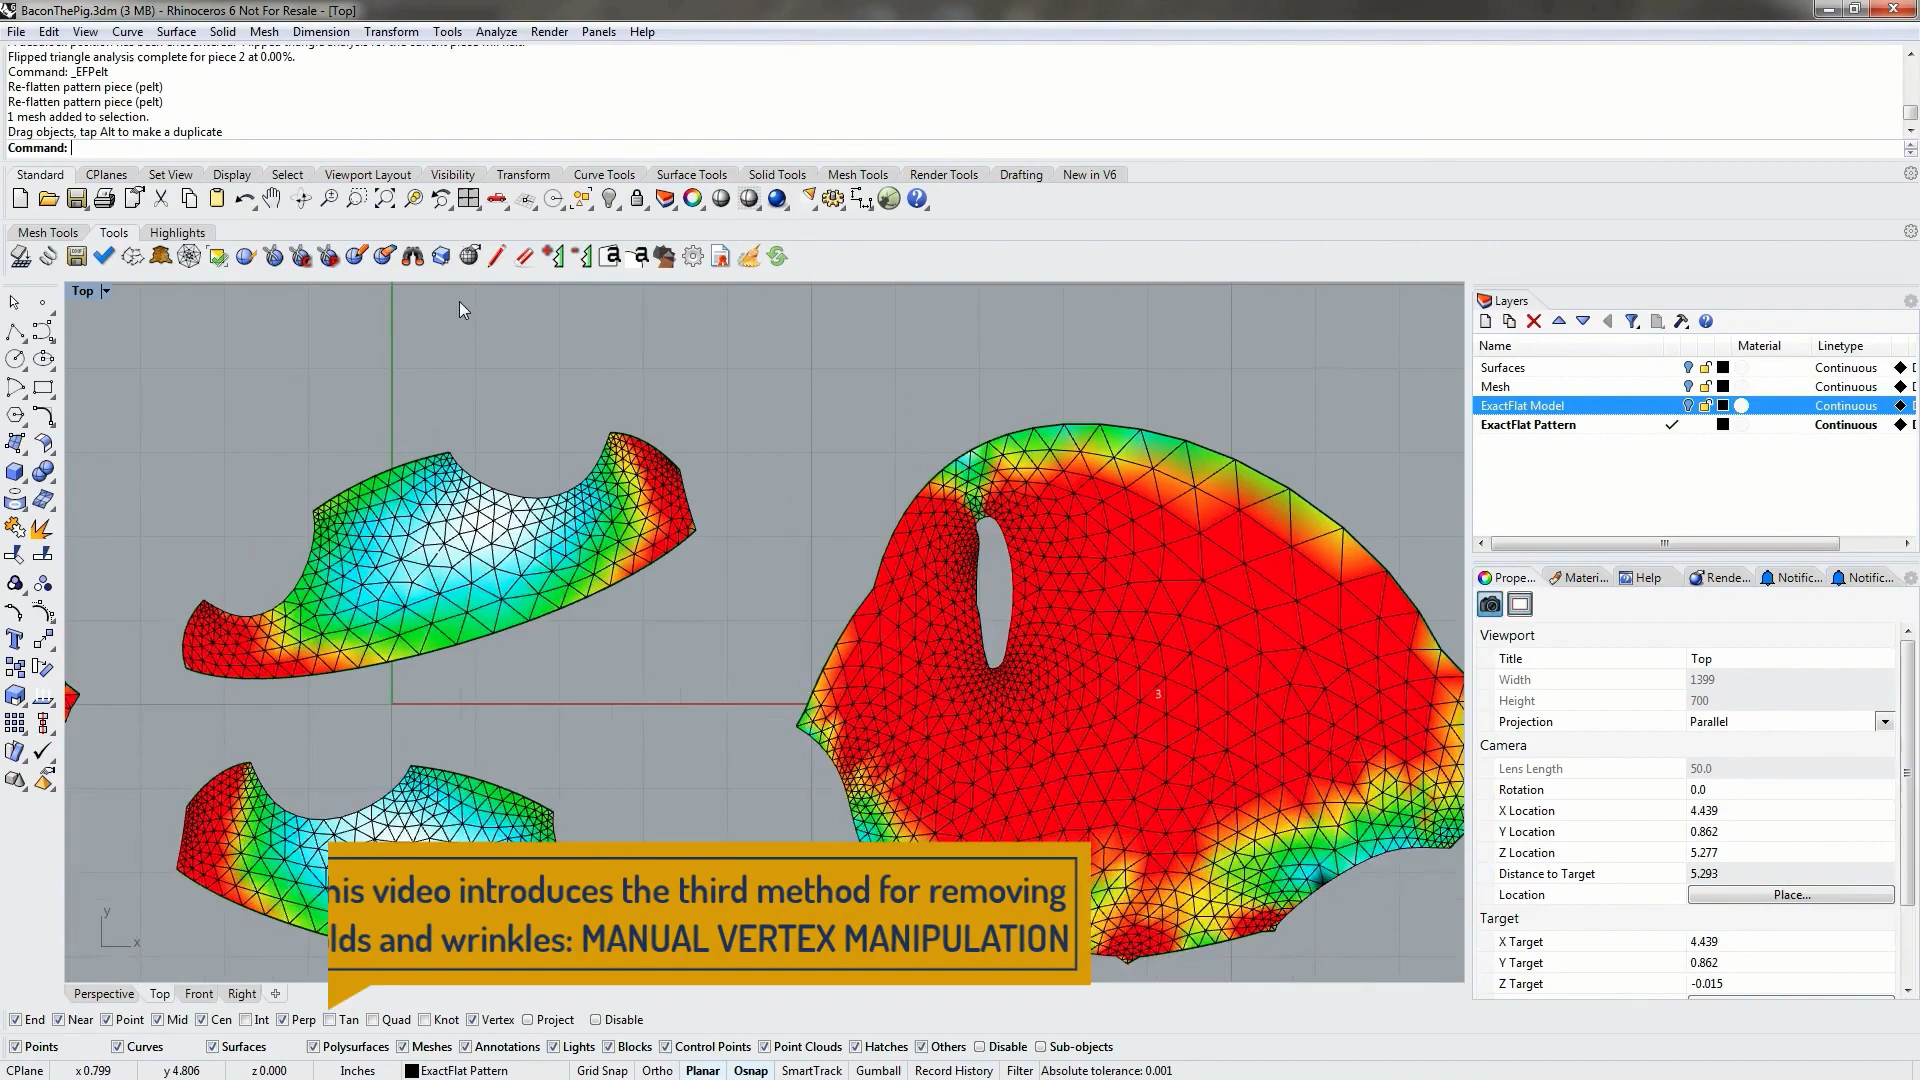 BaconThePig.3dm (3 MB) - Rhinoceros 6 Not For Resale - [Top]
File Edit View Curve Surface Solid Mesh Dimension Transform Tools Analyze Render Panels Help
Flipped triangle analysis complete for piece 2 at 0.00%.
Command: _EFPelt
Re-flatten pattern piece (pelt)
Re-flatten pattern piece (pelt)
1 mesh added to selection.
Drag objects, tap Alt to make a duplicate
Command:
Standard CPlanes Set View Display Select Viewport Layout Visibility Transform Curve Tools Surface Tools Solid Tools Mesh Tools Render Tools Drafting New in V6
Mesh Tools Tools Highlights
Top
Layers
Name Material Linetype
Surfaces Continuous
Mesh Continuous
ExactFlat Model Continuous
ExactFlat Pattern Continuous
3
Prope... Materi... Help Rende... Notific... Notific...
Viewport
Title Top
Width 1399
Height 700
Projection Parallel
Camera
Lens Length 50.0
Rotation 0.0
X Location 4.439
Y Location 0.862
Z Location 5.277
Distance to Target 5.293
Location Place...
Target
X Target 4.439
Y Target 0.862
Z Target -0.015
his video introduces the third method for removing
lds and wrinkles: MANUAL VERTEX MANIPULATION
y
x
Perspective Top Front Right
End Near Point Mid Cen Int Perp Tan Quad Knot Vertex Project Disable
Points Curves Surfaces Polysurfaces Meshes Annotations Lights Blocks Control Points Point Clouds Hatches Others Disable Sub-objects
CPlane x 0.799 y 4.806 z 0.000 Inches ExactFlat Pattern Grid Snap Ortho Planar Osnap SmartTrack Gumball Record History Filter Absolute tolerance: 0.001